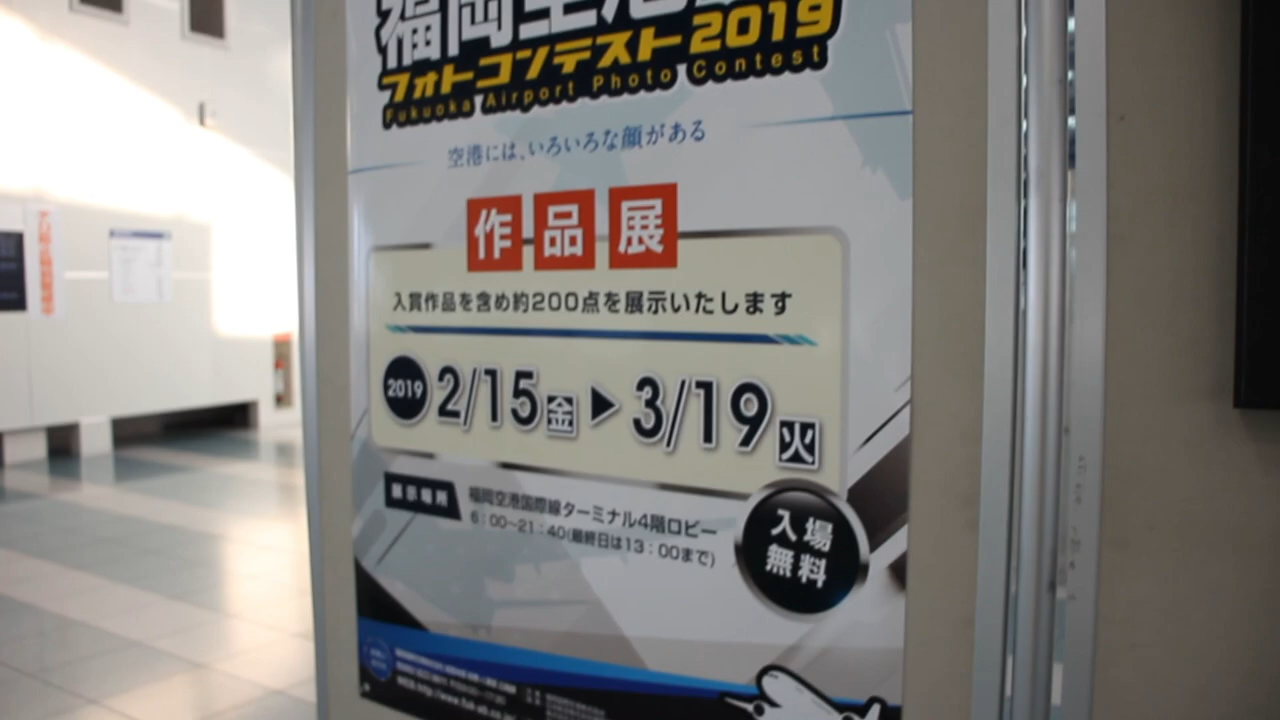 福岡空港
フォトコンテスト2019
Fukuoka Airport Photo Contest
空港には、いろいろな顔がある
作品展
入賞作品を含め約200点を展示いたします
2019 2/15金▶3/19火
展示場所
福岡空港国際線ターミナル4階ロビー
6:00~21:40(最終日は13:00まで)
入場
無料